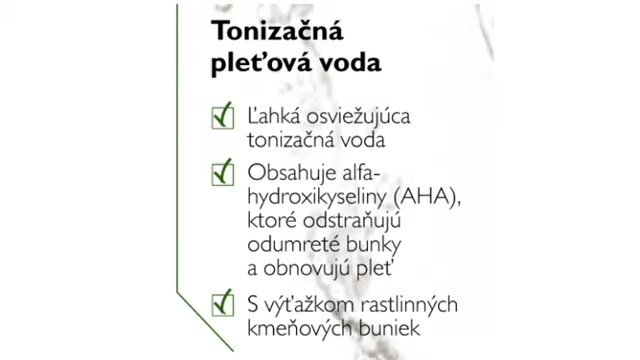 Tonizačná
pleťová voda
Ľahká osviežujúca
tonizačná voda
Obsahuje alfa-
hydroxikyseliny (AHA),
ktoré odstraňujú
odumreté bunky
a obnovujú pleť
S výťažkom rastlinných
kmeňových buniek